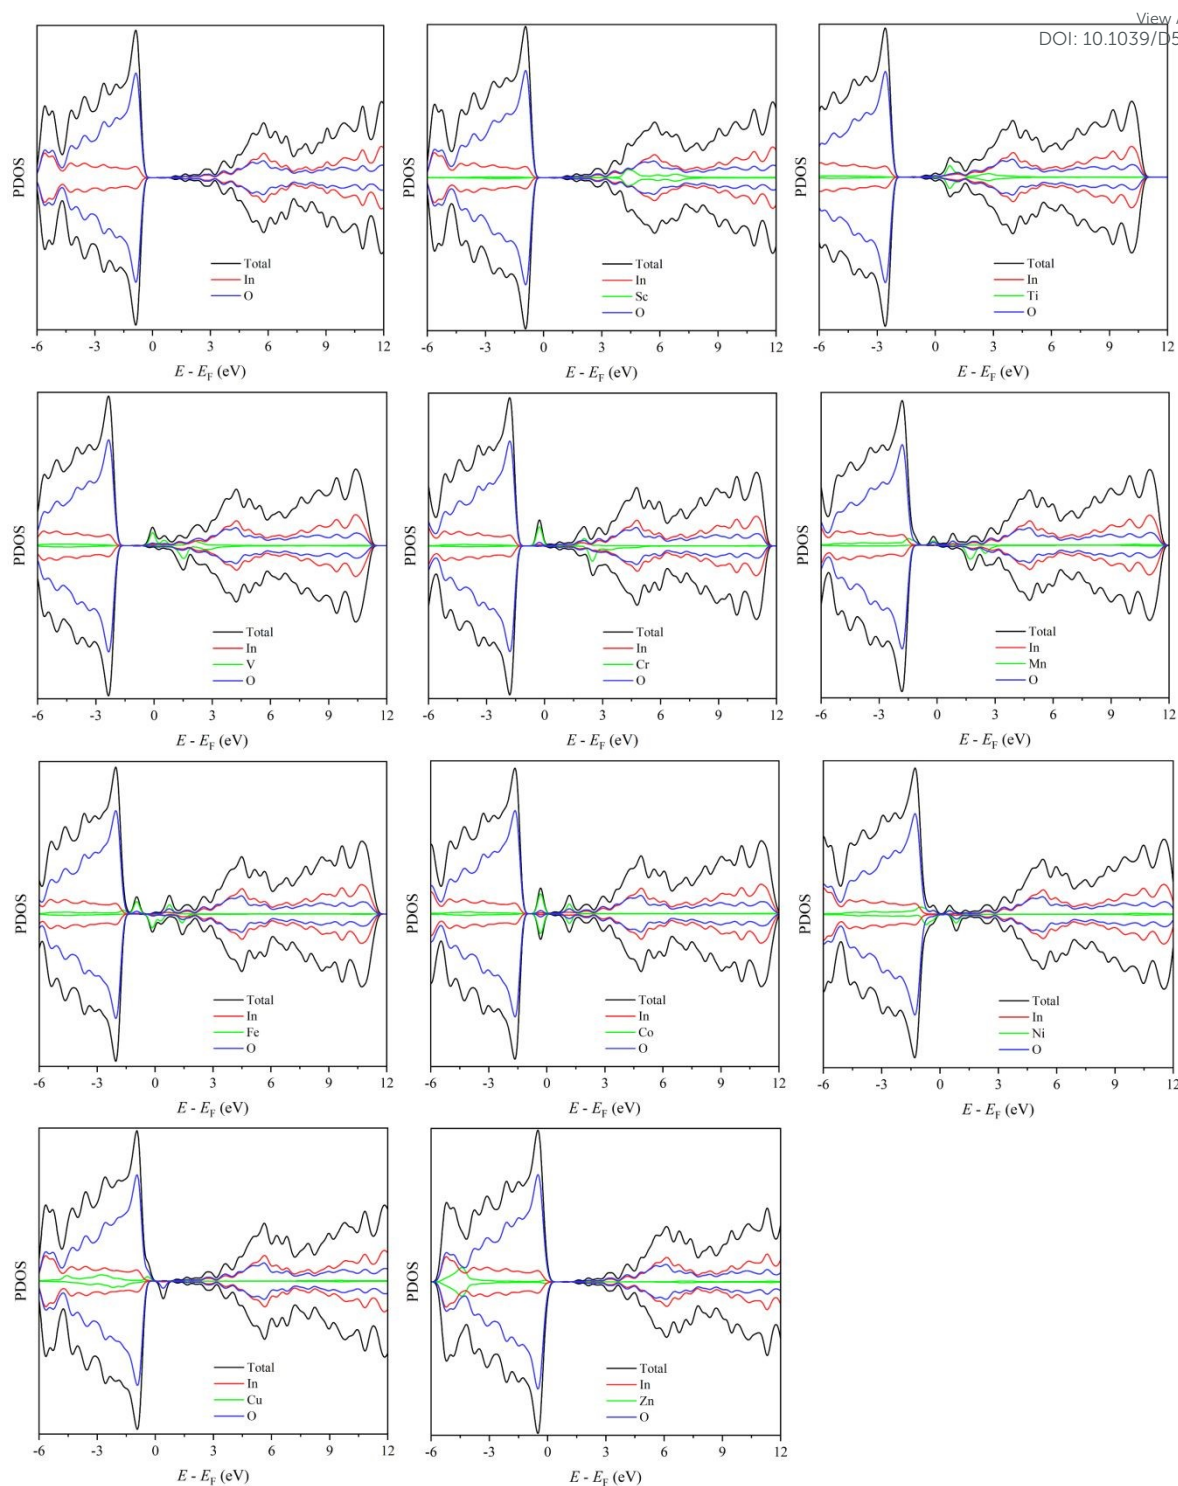 View A
DOI: 10.1039/D5
PDOS
Total
In
O
-6 -3 0 3 6 9 12
E - EF (eV)
PDOS
Total
In
Sc
O
-6 -3 0 3 6 9 12
E - EF (eV)
PDOS
Total
In
Ti
O
-6 -3 0 3 6 9 12
E - EF (eV)
PDOS
Total
In
V
O
-6 -3 0 3 6 9 12
E - EF (eV)
PDOS
Total
In
Cr
O
-6 -3 0 3 6 9 12
E - EF (eV)
PDOS
Total
In
Mn
O
-6 -3 0 3 6 9 12
E - EF (eV)
PDOS
Total
In
Fe
O
-6 -3 0 3 6 9 12
E - EF (eV)
PDOS
Total
In
Co
O
-6 -3 0 3 6 9 12
E - EF (eV)
PDOS
Total
In
Ni
O
-6 -3 0 3 6 9 12
E - EF (eV)
PDOS
Total
In
Cu
O
-6 -3 0 3 6 9 12
E - EF (eV)
PDOS
Total
In
Zn
O
-6 -3 0 3 6 9 12
E - EF (eV)